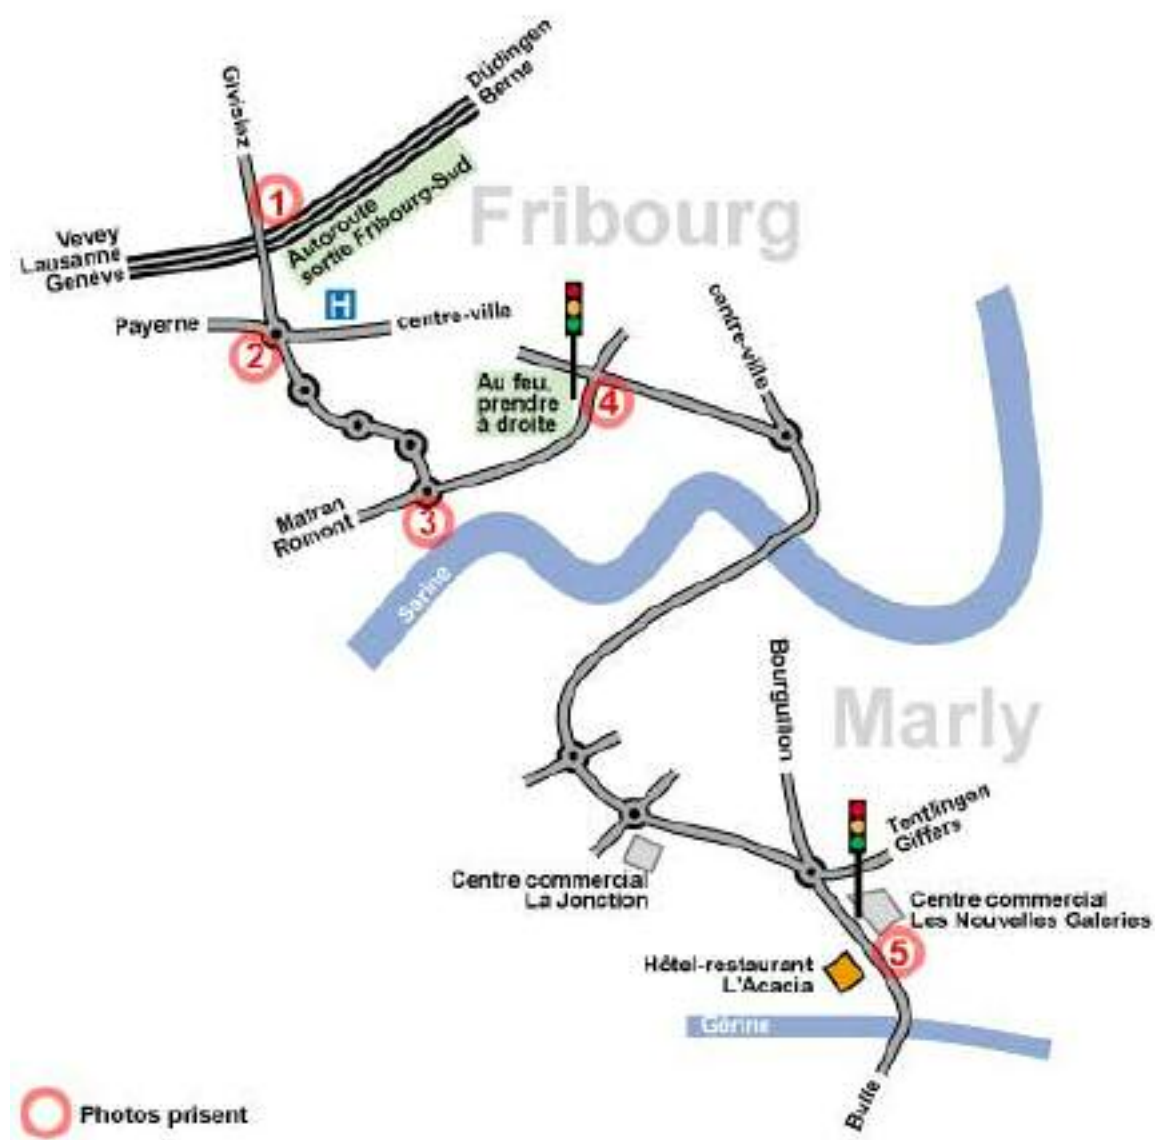 Düdingen
Berne
Givisiez
1
Autoroute
sortie Fribourg-Sud
Fribourg
Vevey
Lausanne
Genève
H
Payerne
centre-ville
centre-ville
2
Au feu,
prendre
à droite
4
Matran
Romont
3
Sarine
Bourguillon
Marly
Tentlingen
Giffers
Centre commercial
La Jonction
Centre commercial
Les Nouvelles Galeries
5
Hôtel-restaurant
L'Acacia
Gérine
Bulle
Photos prisent